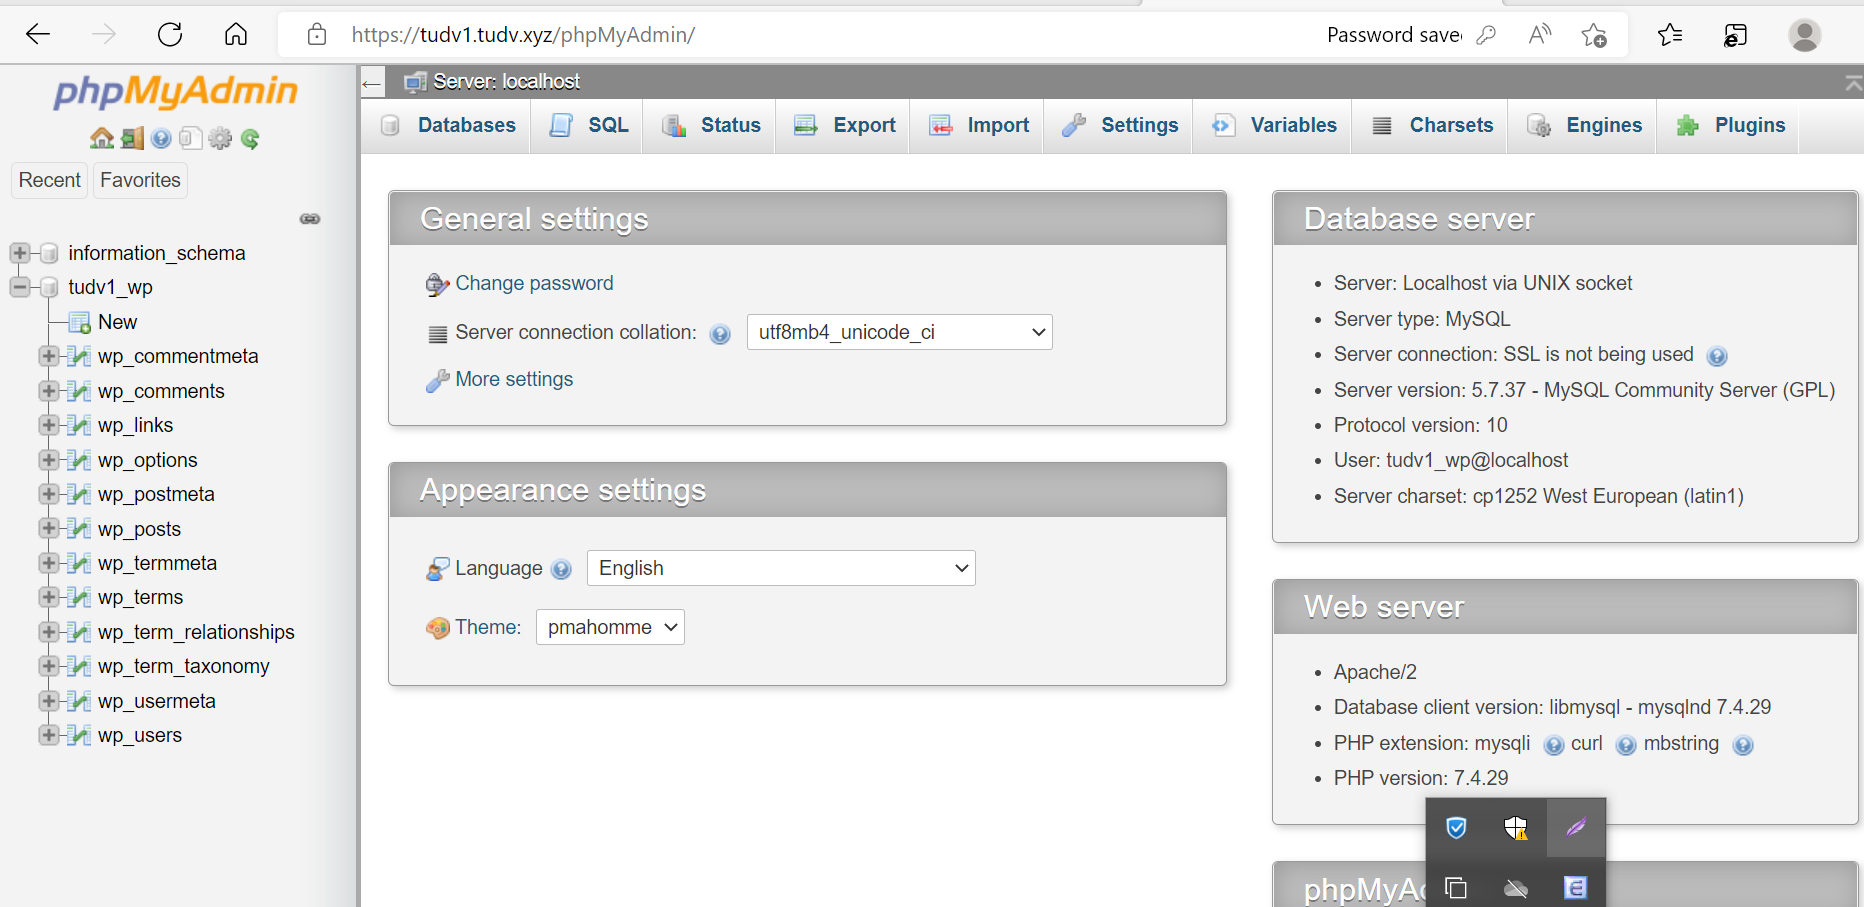 https://tudv1.tudv.xyz/phpMyAdmin/
Password save
phpMyAdmin
Recent
Favorites
information_schema
tudv1_wp
New
wp_commentmeta
wp_comments
wp_links
wp_options
wp_postmeta
wp_posts
wp_termmeta
wp_terms
wp_term_relationships
wp_term_taxonomy
wp_usermeta
wp_users
Server: localhost
Databases
SQL
Status
Export
Import
Settings
Variables
Charsets
Engines
Plugins
General settings
Change password
Server connection collation:
utf8mb4_unicode_ci
More settings
Appearance settings
Language
English
Theme:
pmahomme
Database server
Server: Localhost via UNIX socket
Server type: MySQL
Server connection: SSL is not being used
Server version: 5.7.37 - MySQL Community Server (GPL)
Protocol version: 10
User: tudv1_wp@localhost
Server charset: cp1252 West European (latin1)
Web server
Apache/2
Database client version: libmysql - mysqlnd 7.4.29
PHP extension: mysqli curl mbstring
PHP version: 7.4.29
phpMyAd